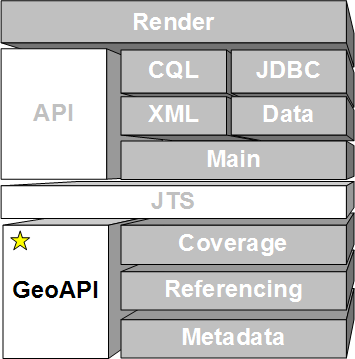 Render
API
CQL
JDBC
XML
Data
Main
JTS
GeoAPI
Coverage
Referencing
Metadata